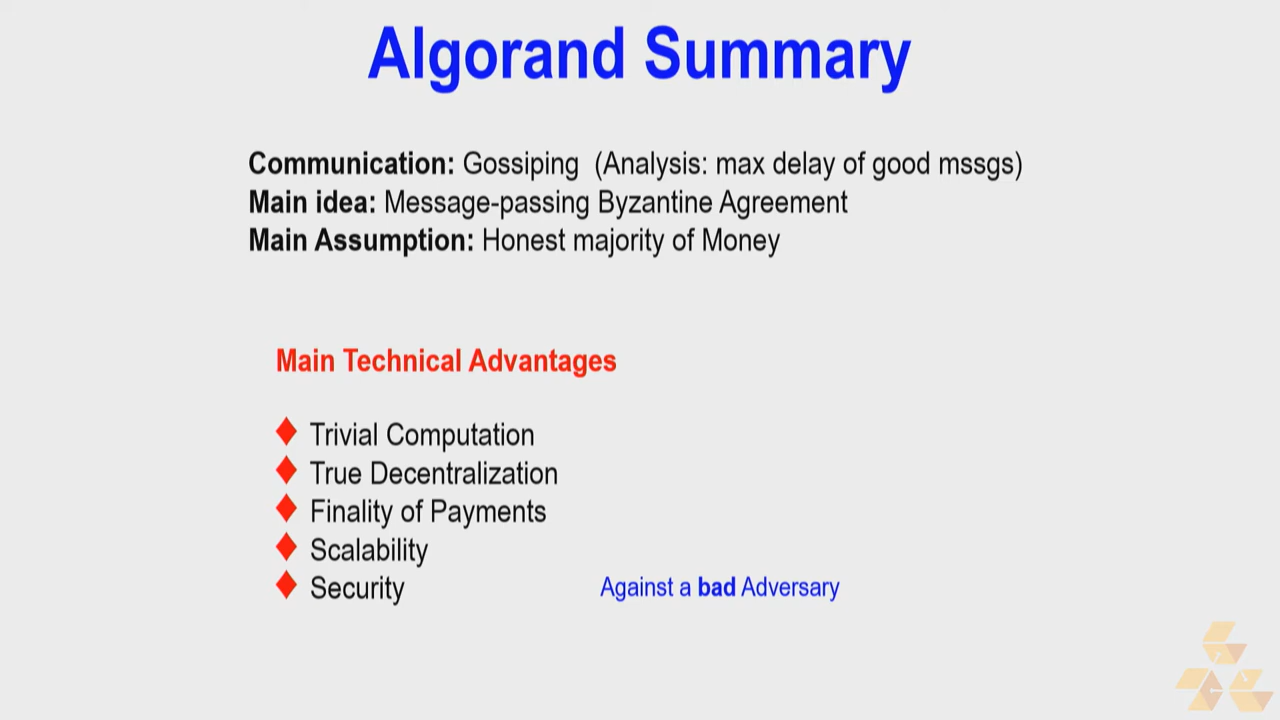 Algorand Summary
Communication: Gossiping (Analysis: max delay of good mssgs)
Main idea: Message-passing Byzantine Agreement
Main Assumption: Honest majority of Money
Main Technical Advantages
Trivial Computation
True Decentralization
Finality of Payments
Scalability
Security Against a bad Adversary